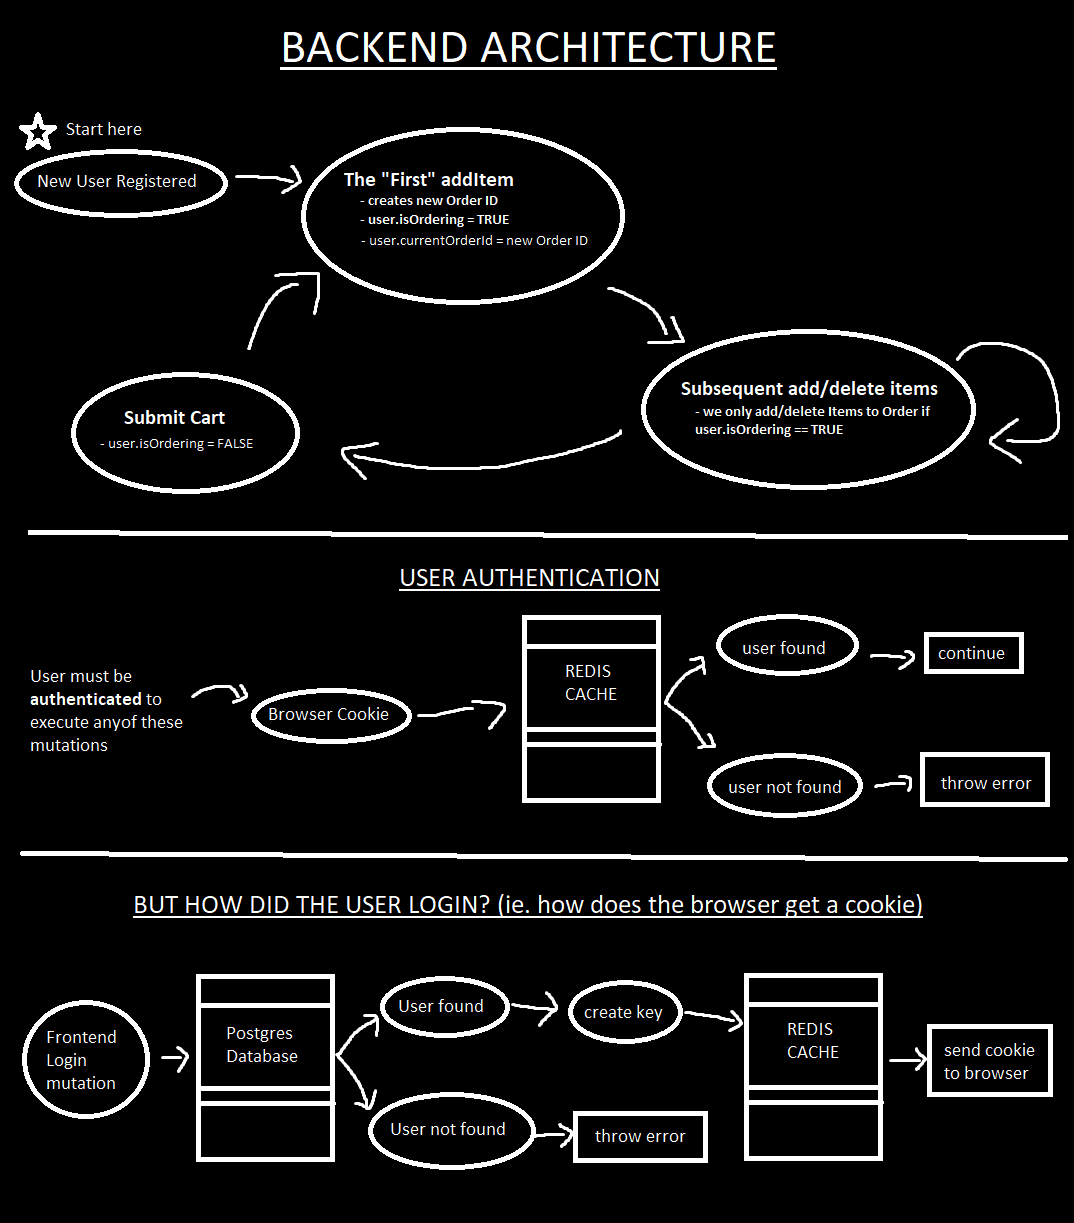 BACKEND ARCHITECTURE
Start here
New User Registered
The "First" addItem
- creates new Order ID
- user.isOrdering = TRUE
- user.currentOrderId = new Order ID
Subsequent add/delete items
- we only add/delete Items to Order if
user.isOrdering == TRUE
Submit Cart
- user.isOrdering = FALSE
USER AUTHENTICATION
User must be
authenticated to
execute anyof these
mutations
Browser Cookie
REDIS
CACHE
user found
continue
user not found
throw error
BUT HOW DID THE USER LOGIN? (ie. how does the browser get a cookie)
Frontend
Login
mutation
Postgres
Database
User found
create key
REDIS
CACHE
send cookie
to browser
User not found
throw error